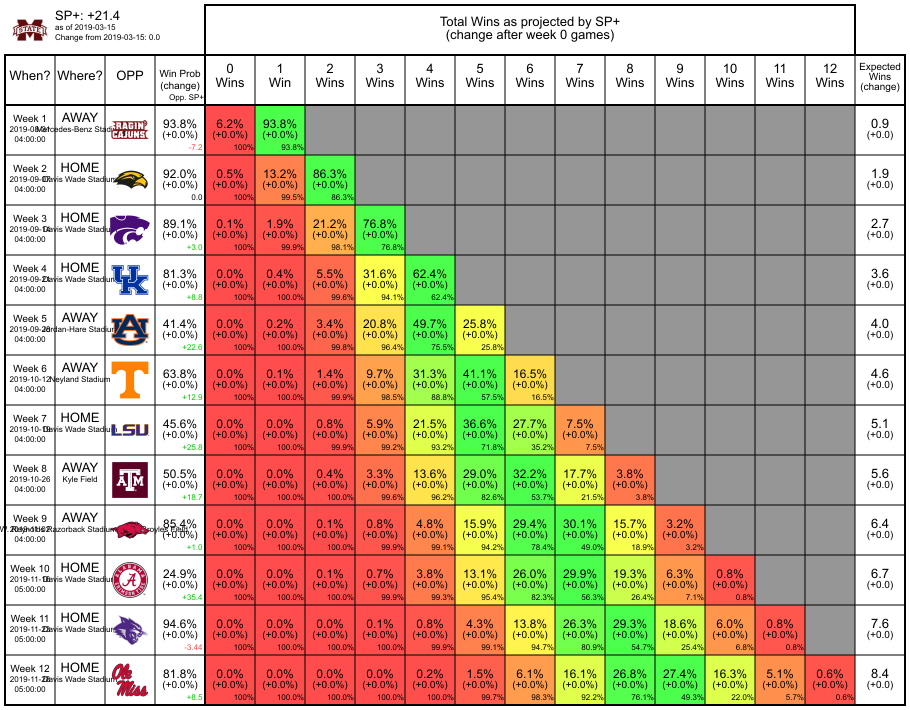 STATE
SP+: +21.4
as of 2019-03-15
Change from 2019-03-15: 0.0
Total Wins as projected by SP+
(change after week 0 games)
When? Where? OPP Win Prob (change) Opp. SP+ 0 Wins 1 Win 2 Wins 3 Wins 4 Wins 5 Wins 6 Wins 7 Wins 8 Wins 9 Wins 10 Wins 11 Wins 12 Wins Expected Wins (change)
Week 1 AWAY RAGIN' CAJUNS 93.8% 6.2% 93.8% 0.9
Mercedes-Benz Stadium (+0.0%) (+0.0%) (+0.0%) (+0.0)
04:00:00 -7.2 100% 93.8%
Week 2 HOME 92.0% 0.5% 13.2% 86.3% 1.9
Davis Wade Stadium (+0.0%) (+0.0%) (+0.0%) (+0.0%) (+0.0)
04:00:00 0.0 100% 99.5% 86.3%
Week 3 HOME 89.1% 0.1% 1.9% 21.2% 76.8% 2.7
Davis Wade Stadium (+0.0%) (+0.0%) (+0.0%) (+0.0%) (+0.0%) (+0.0)
04:00:00 +3.0 100% 99.9% 98.1% 76.8%
Week 4 HOME UK 81.3% 0.0% 0.4% 5.5% 31.6% 62.4% 3.6
Davis Wade Stadium (+0.0%) (+0.0%) (+0.0%) (+0.0%) (+0.0%) (+0.0%) (+0.0)
04:00:00 +8.8 100% 100.0% 99.6% 94.1% 62.4%
Week 5 AWAY AU 41.4% 0.0% 0.2% 3.4% 20.8% 49.7% 25.8% 4.0
Jordan-Hare Stadium (+0.0%) (+0.0%) (+0.0%) (+0.0%) (+0.0%) (+0.0%) (+0.0%) (+0.0)
04:00:00 +22.6 100% 100.0% 99.8% 96.4% 75.5% 25.8%
Week 6 AWAY T 63.8% 0.0% 0.1% 1.4% 9.7% 31.3% 41.1% 16.5% 4.6
2019-10-12 Neyland Stadium (+0.0%) (+0.0%) (+0.0%) (+0.0%) (+0.0%) (+0.0%) (+0.0%) (+0.0%) (+0.0)
04:00:00 +12.9 100% 100.0% 99.9% 98.5% 88.8% 57.5% 16.5%
Week 7 HOME LSU 45.6% 0.0% 0.0% 0.8% 5.9% 21.5% 36.6% 27.7% 7.5% 5.1
Davis Wade Stadium (+0.0%) (+0.0%) (+0.0%) (+0.0%) (+0.0%) (+0.0%) (+0.0%) (+0.0%) (+0.0%) (+0.0)
04:00:00 +25.8 100% 100.0% 99.9% 99.2% 93.2% 71.8% 35.2% 7.5%
Week 8 AWAY ATM 50.5% 0.0% 0.0% 0.4% 3.3% 13.6% 29.0% 32.2% 17.7% 3.8% 5.6
2019-10-26 Kyle Field (+0.0%) (+0.0%) (+0.0%) (+0.0%) (+0.0%) (+0.0%) (+0.0%) (+0.0%) (+0.0%) (+0.0%) (+0.0)
04:00:00 +18.7 100% 100.0% 100.0% 99.6% 96.2% 82.6% 53.7% 21.5% 3.8%
Week 9 AWAY 85.4% 0.0% 0.0% 0.1% 0.8% 4.8% 15.9% 29.4% 30.1% 15.7% 3.2% 6.4
Razorback Stadium (+0.0%) (+0.0%) (+0.0%) (+0.0%) (+0.0%) (+0.0%) (+0.0%) (+0.0%) (+0.0%) (+0.0%) (+0.0%) (+0.0)
04:00:00 +1.0 100% 100.0% 100.0% 99.9% 99.1% 94.2% 78.4% 49.0% 18.9% 3.2%
Week 10 HOME A 24.9% 0.0% 0.0% 0.1% 0.7% 3.8% 13.1% 26.0% 29.9% 19.3% 6.3% 0.8% 6.7
Davis Wade Stadium (+0.0%) (+0.0%) (+0.0%) (+0.0%) (+0.0%) (+0.0%) (+0.0%) (+0.0%) (+0.0%) (+0.0%) (+0.0%) (+0.0%) (+0.0)
05:00:00 +35.4 100% 100.0% 100.0% 99.9% 99.3% 95.4% 82.3% 56.3% 26.4% 7.1% 0.8%
Week 11 HOME 94.6% 0.0% 0.0% 0.0% 0.1% 0.8% 4.3% 13.8% 26.3% 29.3% 18.6% 6.0% 0.8% 7.6
Davis Wade Stadium (+0.0%) (+0.0%) (+0.0%) (+0.0%) (+0.0%) (+0.0%) (+0.0%) (+0.0%) (+0.0%) (+0.0%) (+0.0%) (+0.0%) (+0.0%) (+0.0)
05:00:00 -3.44 100% 100.0% 100.0% 100.0% 99.9% 99.1% 94.7% 80.9% 54.7% 25.4% 6.8% 0.8%
Week 12 HOME Ole Miss 81.8% 0.0% 0.0% 0.0% 0.0% 0.2% 1.5% 6.1% 16.1% 26.8% 27.4% 16.3% 5.1% 0.6% 8.4
Davis Wade Stadium (+0.0%) (+0.0%) (+0.0%) (+0.0%) (+0.0%) (+0.0%) (+0.0%) (+0.0%) (+0.0%) (+0.0%) (+0.0%) (+0.0%) (+0.0%) (+0.0%) (+0.0)
05:00:00 +8.5 100% 100.0% 100.0% 100.0% 100.0% 99.7% 98.3% 92.2% 76.1% 49.3% 22.0% 5.7% 0.6%